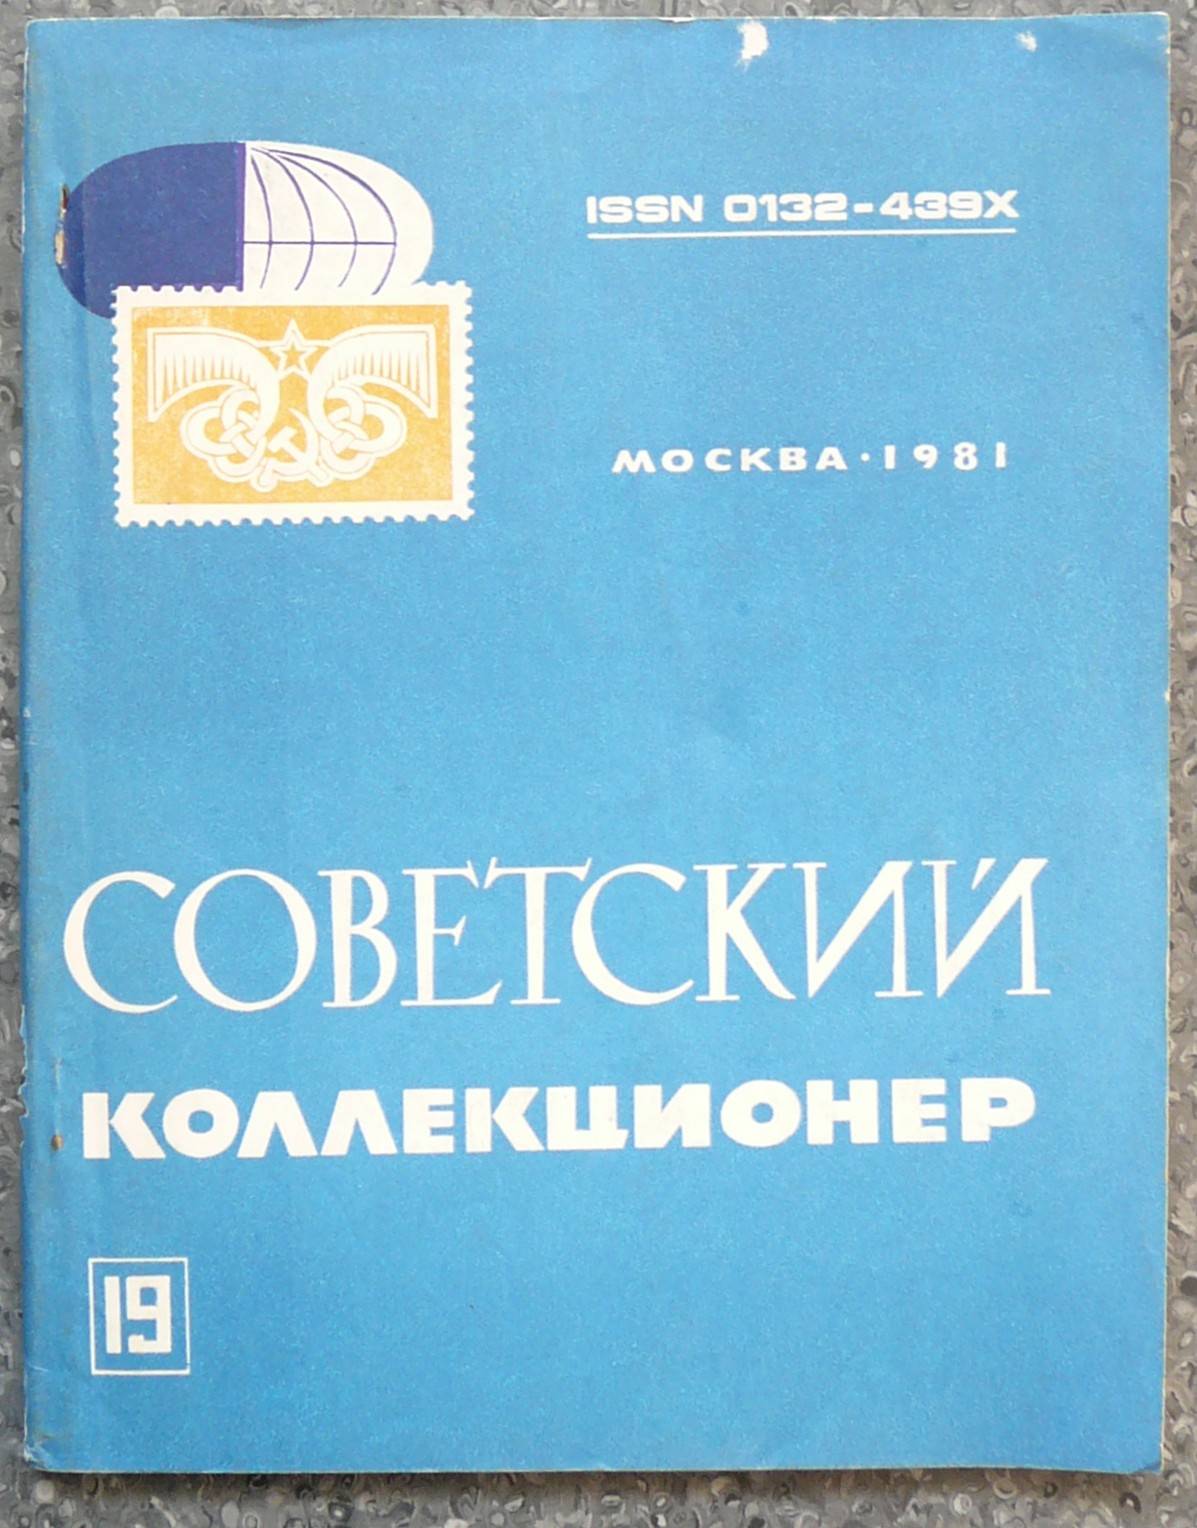 ISSN 0132-439X
МОСКВА·1981
СОВЕТСКИЙ
КОЛЛЕКЦИОНЕР
19